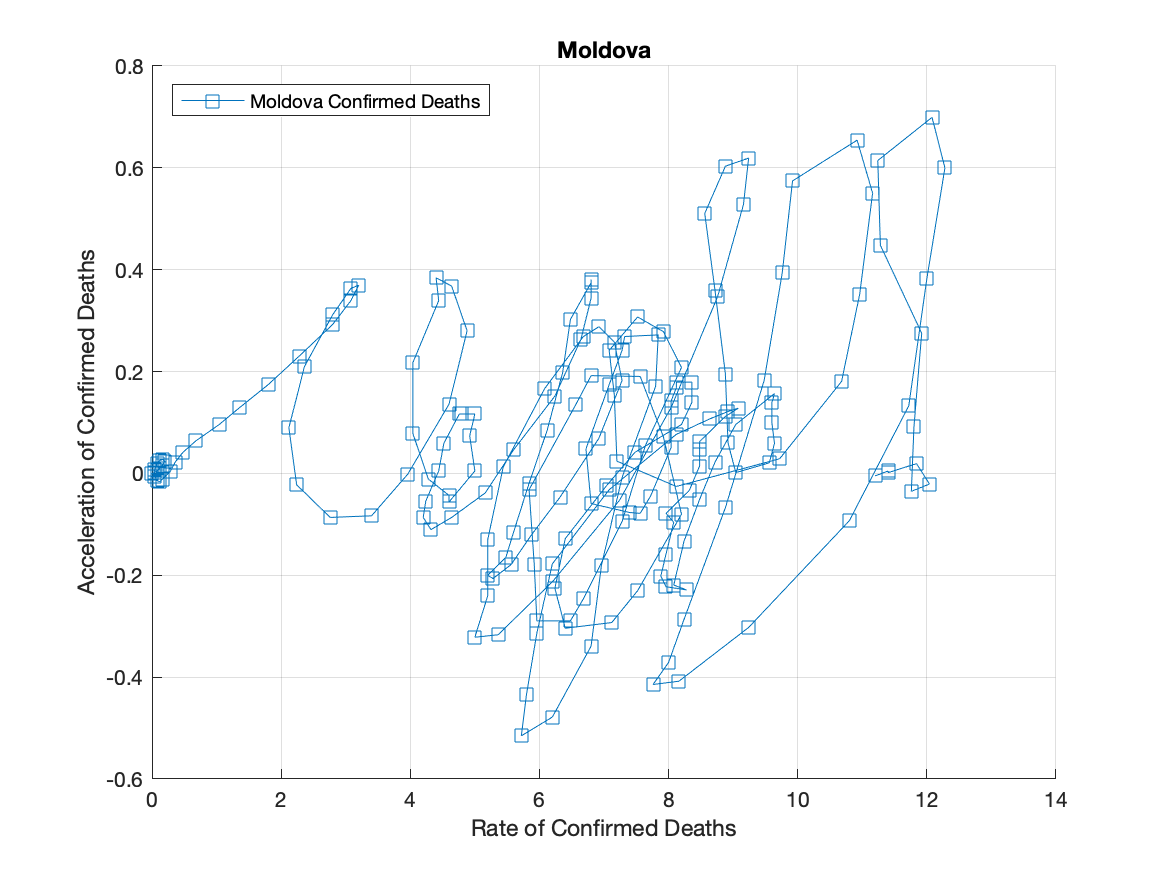 Moldova
0.8
Moldova Confirmed Deaths
0.6
0.4
0.2
0
-0.2
-0.4
-0.6
Acceleration of Confirmed Deaths
0 2 4 6 8 10 12 14
Rate of Confirmed Deaths